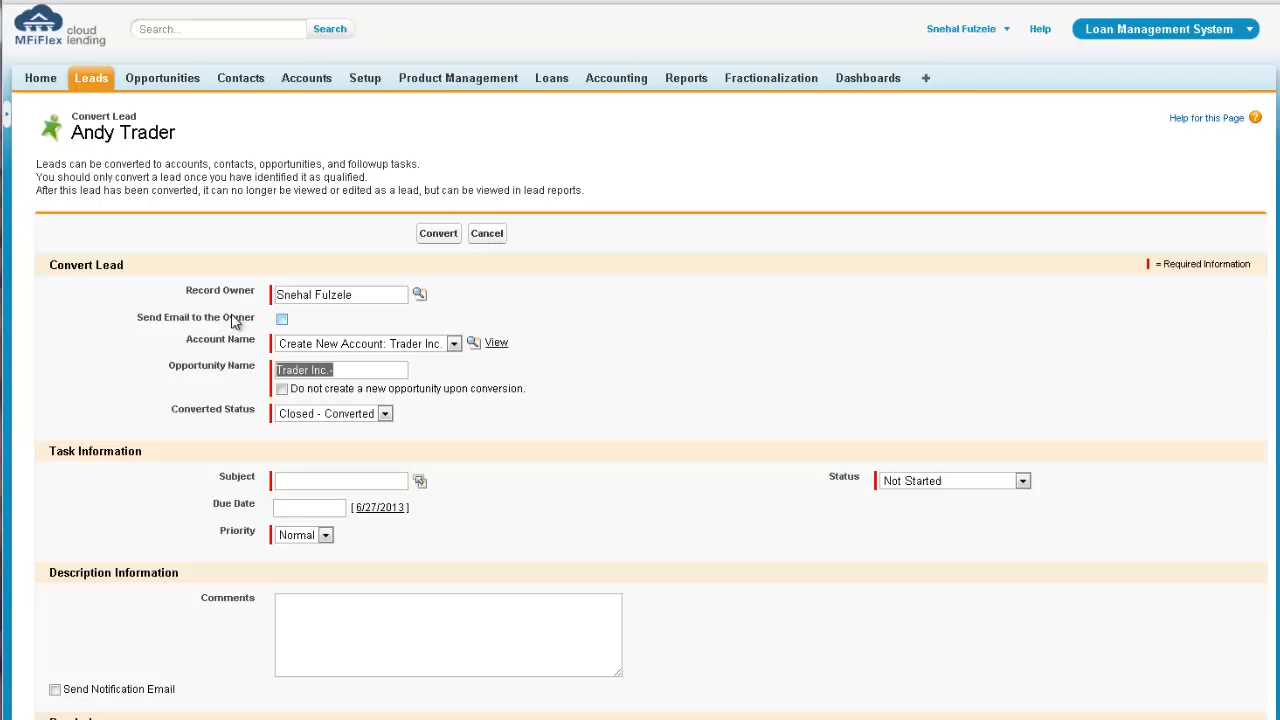 MFiFlex cloud lending
Search... Search
Snehal Fulzele Help Loan Management System
Home Leads Opportunities Contacts Accounts Setup Product Management Loans Accounting Reports Fractionalization Dashboards +
Convert Lead
Andy Trader
Help for this Page ?
Leads can be converted to accounts, contacts, opportunities, and followup tasks.
You should only convert a lead once you have identified it as qualified.
After this lead has been converted, it can no longer be viewed or edited as a lead, but can be viewed in lead reports.
Convert Cancel
Convert Lead = Required Information
Record Owner Snehal Fulzele
Send Email to the Owner
Account Name Create New Account: Trader Inc. View
Opportunity Name Trader Inc.-
Do not create a new opportunity upon conversion.
Converted Status Closed - Converted
Task Information
Subject Status Not Started
Due Date [ 6/27/2013 ]
Priority Normal
Description Information
Comments
Send Notification Email